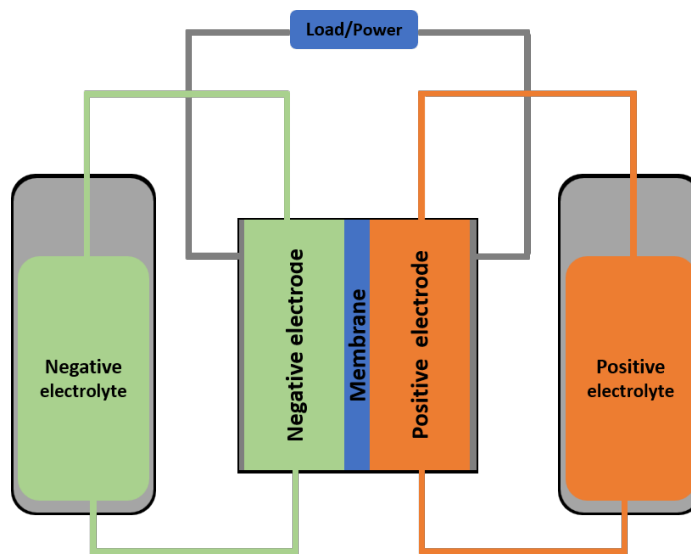 Load/Power
Negative
electrolyte
Negative electrode
Membrane
Positive electrode
Positive
electrolyte